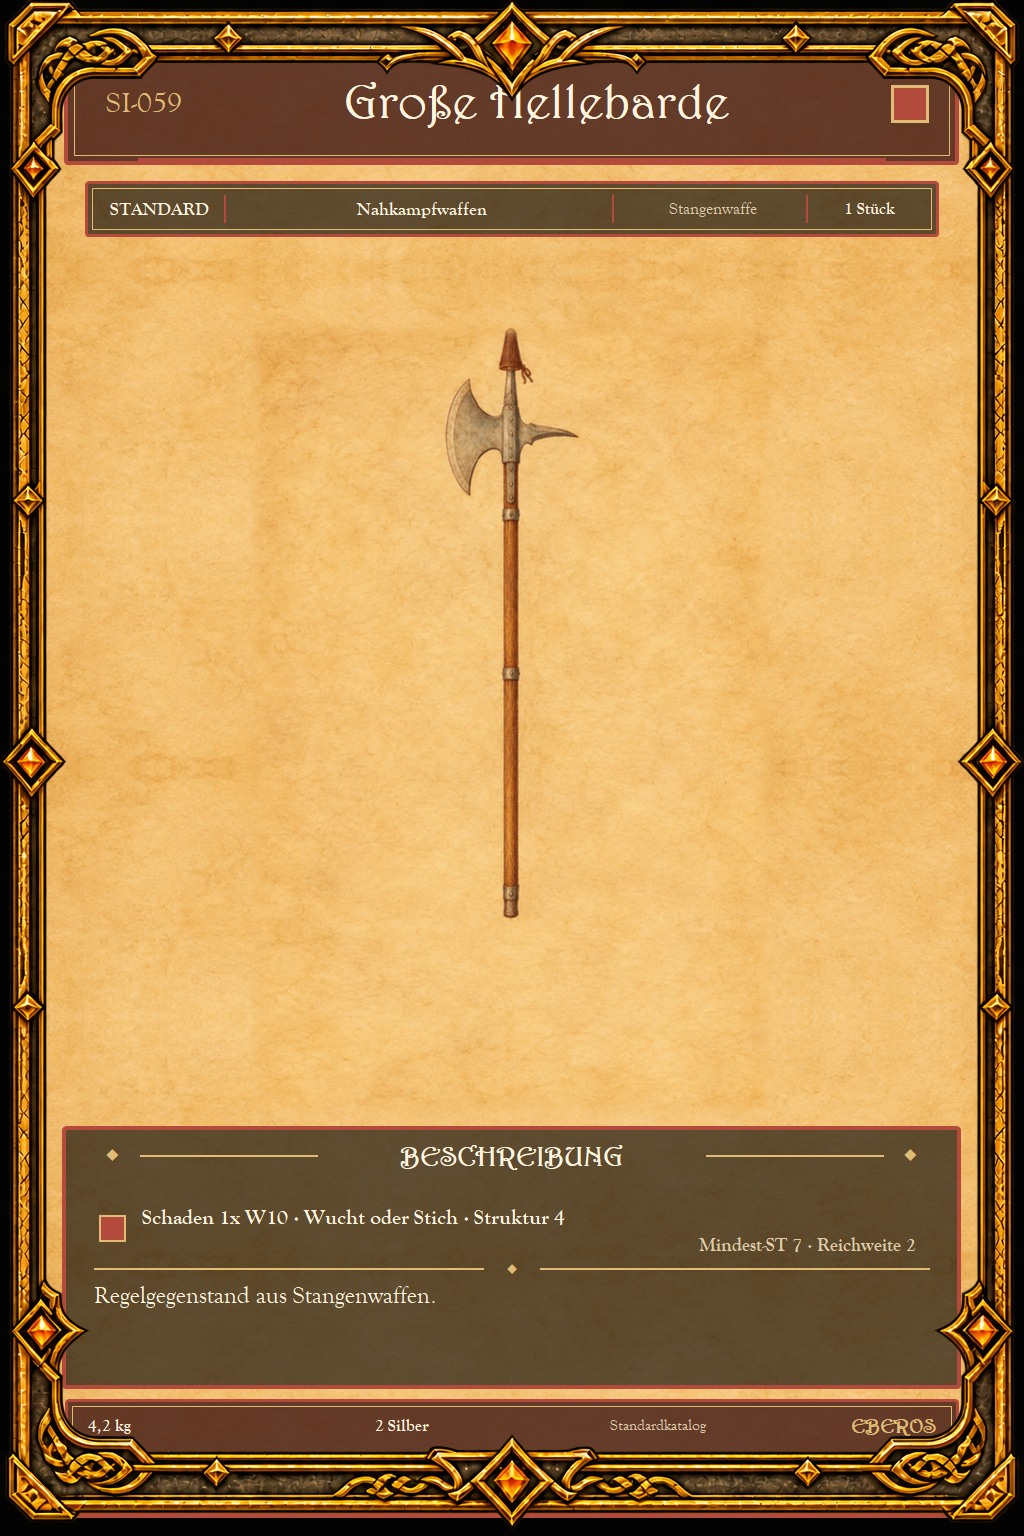 SI-059
Große Hellebarde
STANDARD
Nahkampfwaffen
Stangenwaffe
1 Stück
BESCHREIBUNG
Schaden 1x W10 · Wucht oder Stich · Struktur 4
Mindest-ST 7 · Reichweite 2
Regelgegenstand aus Stangenwaffen.
4,2 kg
2 Silber
Standardkatalog
EBEROS